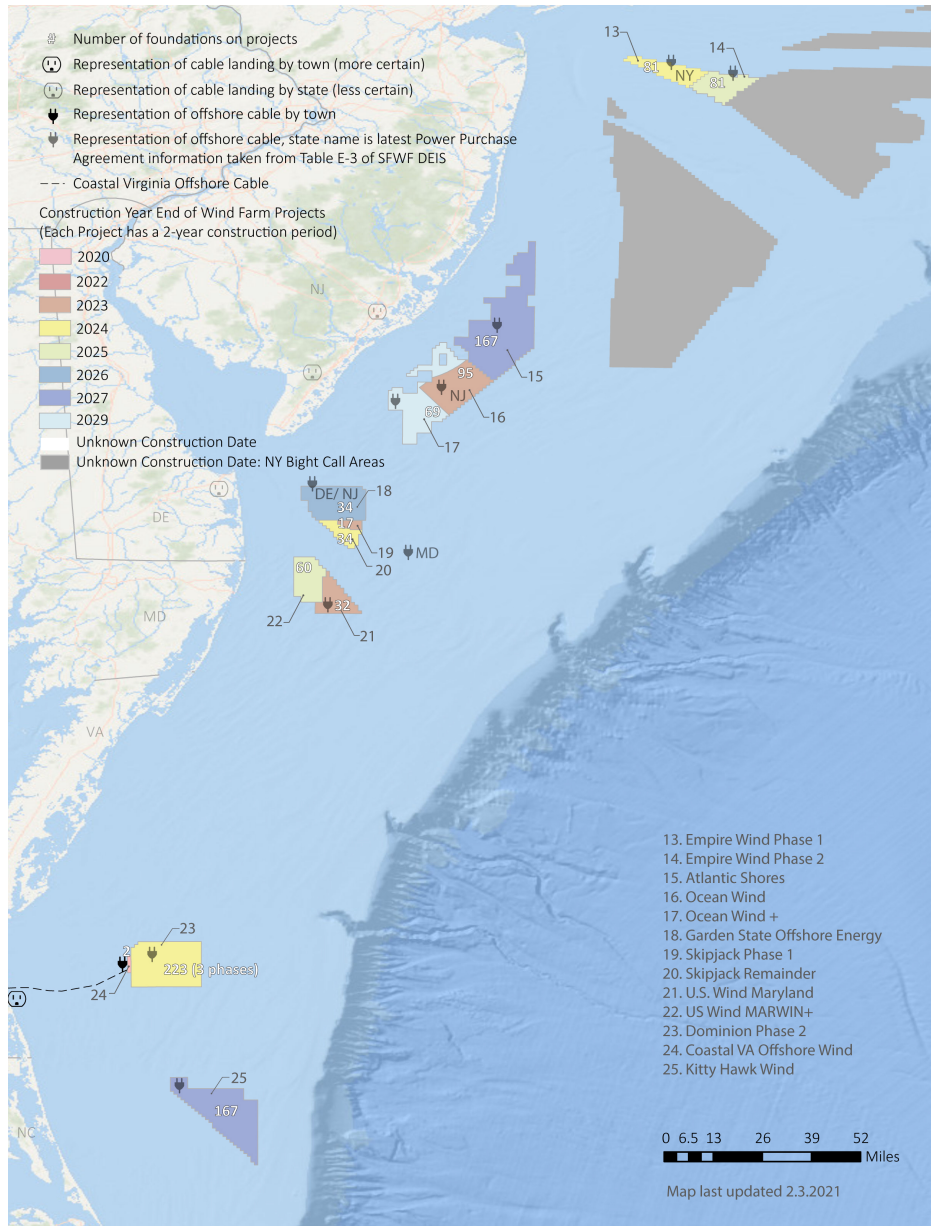 # Number of foundations on projects
Representation of cable landing by town (more certain)
Representation of cable landing by state (less certain)
Representation of offshore cable by town
Representation of offshore cable, state name is latest Power Purchase
Agreement information taken from Table E-3 of SFWF DEIS
Coastal Virginia Offshore Cable
Construction Year End of Wind Farm Projects
(Each Project has a 2-year construction period)
2020
2022
2023
2024
2025
2026
2027
2029
Unknown Construction Date
Unknown Construction Date: NY Bight Call Areas
13
14
81
NY
81
NJ
167
15
95
NJ
16
69
17
DE/ NJ
18
34
17
19
34
20
MD
DE
60
22
32
21
MD
VA
23
2
223 (3 phases)
24
25
167
NC
13. Empire Wind Phase 1
14. Empire Wind Phase 2
15. Atlantic Shores
16. Ocean Wind
17. Ocean Wind +
18. Garden State Offshore Energy
19. Skipjack Phase 1
20. Skipjack Remainder
21. U.S. Wind Maryland
22. US Wind MARWIN+
23. Dominion Phase 2
24. Coastal VA Offshore Wind
25. Kitty Hawk Wind
0 6.5 13 26 39 52
Miles
Map last updated 2.3.2021